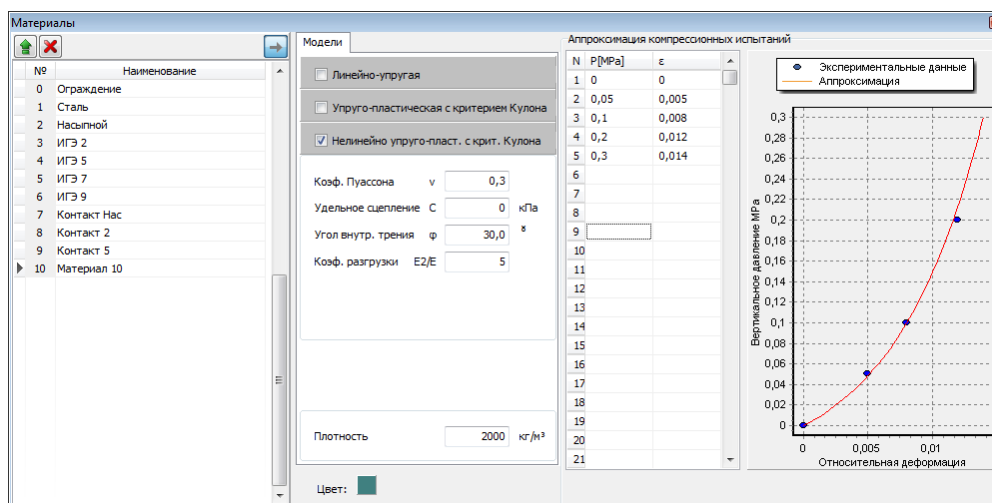 Материалы
№ Наименование
0 Ограждение
1 Сталь
2 Насыпной
3 ИГЭ 2
4 ИГЭ 5
5 ИГЭ 7
6 ИГЭ 9
7 Контакт Нас
8 Контакт 2
9 Контакт 5
10 Материал 10
Модели
Линейно-упругая
Упруго-пластическая с критерием Кулона
Нелинейно упруго-пласт. с крит. Кулона
Коэф. Пуассона ν 0,3
Удельное сцепление C 0 кПа
Угол внутр. трения φ 30,0 °
Коэф. разгрузки E2/E 5
Плотность 2000 кг/м³
Цвет:
Аппроксимация компрессионных испытаний
N P[MPa] ε
1 0 0
2 0,05 0,005
3 0,1 0,008
4 0,2 0,012
5 0,3 0,014
6
7
8
9
10
11
12
13
14
15
16
17
18
19
20
21
Экспериментальные данные
Аппроксимация
Вертикальное давление MPa
0,3
0,28
0,26
0,24
0,22
0,2
0,18
0,16
0,14
0,12
0,1
0,08
0,06
0,04
0,02
0
0 0,005 0,01
Относительная деформация